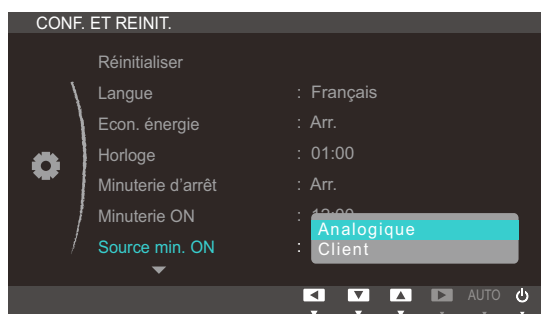 CONF. ET REINIT.
Réinitialiser
Langue : Français
Econ. énergie : Arr.
Horloge : 01:00
Minuterie d'arrêt : Arr.
Minuterie ON :
Source min. ON : Analogique
Client
AUTO